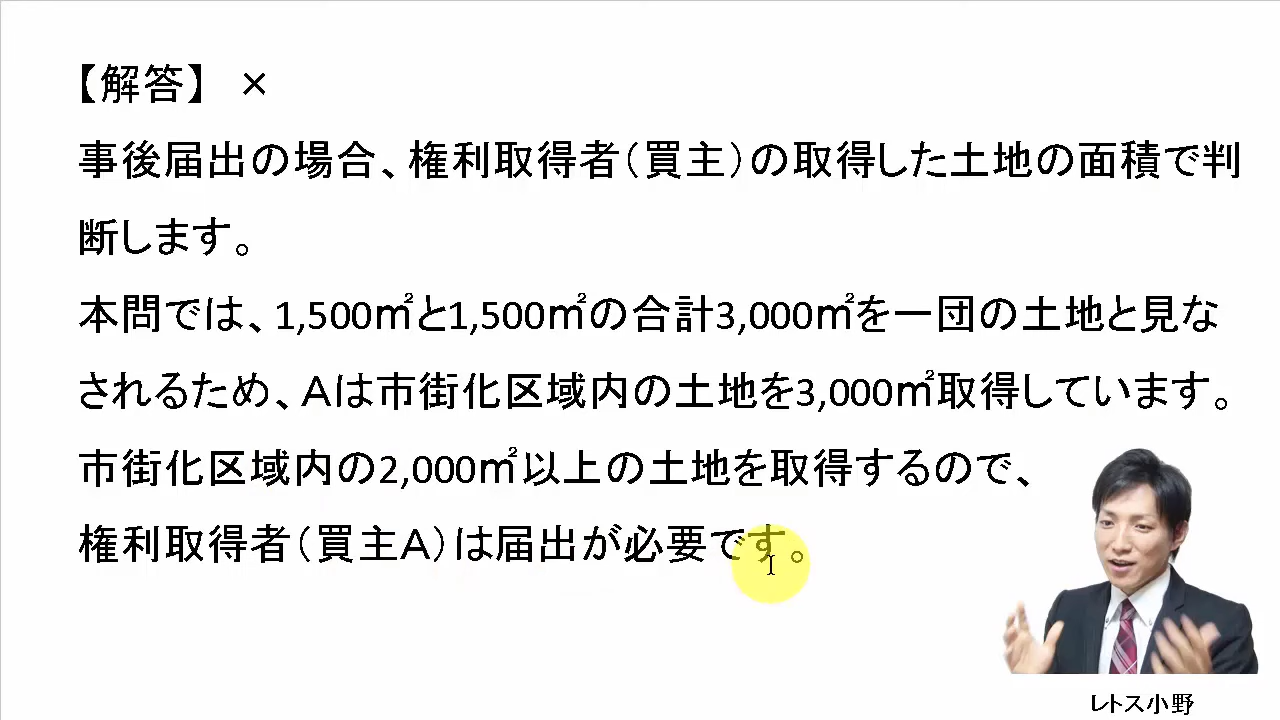 【解答】 ×
事後届出の場合、権利取得者（買主）の取得した土地の面積で判
断します。
本問では、1,500㎡と1,500㎡の合計3,000㎡を一団の土地と見な
されるため、Ａは市街化区域内の土地を3,000㎡取得しています。
市街化区域内の2,000㎡以上の土地を取得するので、
権利取得者（買主Ａ）は届出が必要です。
レトス小野